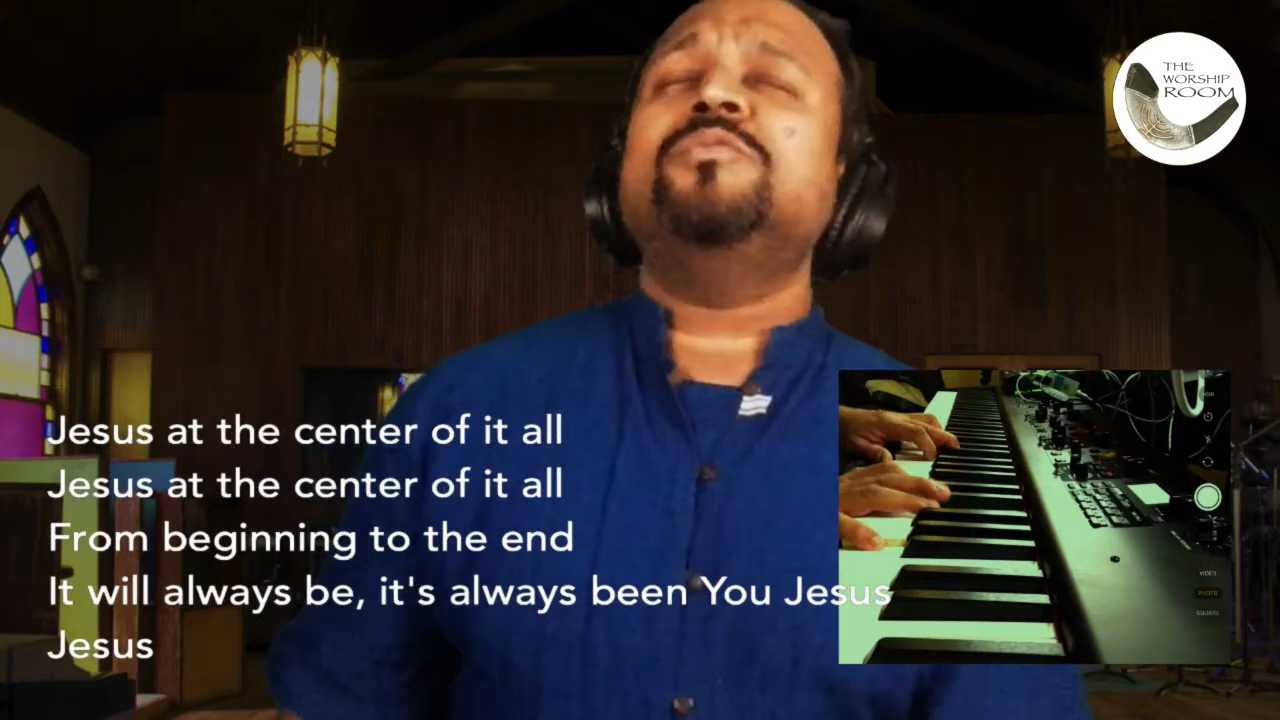 THE
WORSHIP
ROOM
Jesus at the center of it all
Jesus at the center of it all
From beginning to the end
It will always be, it's always been You Jesus
Jesus
VIDEO
PHOTO
SQUARE